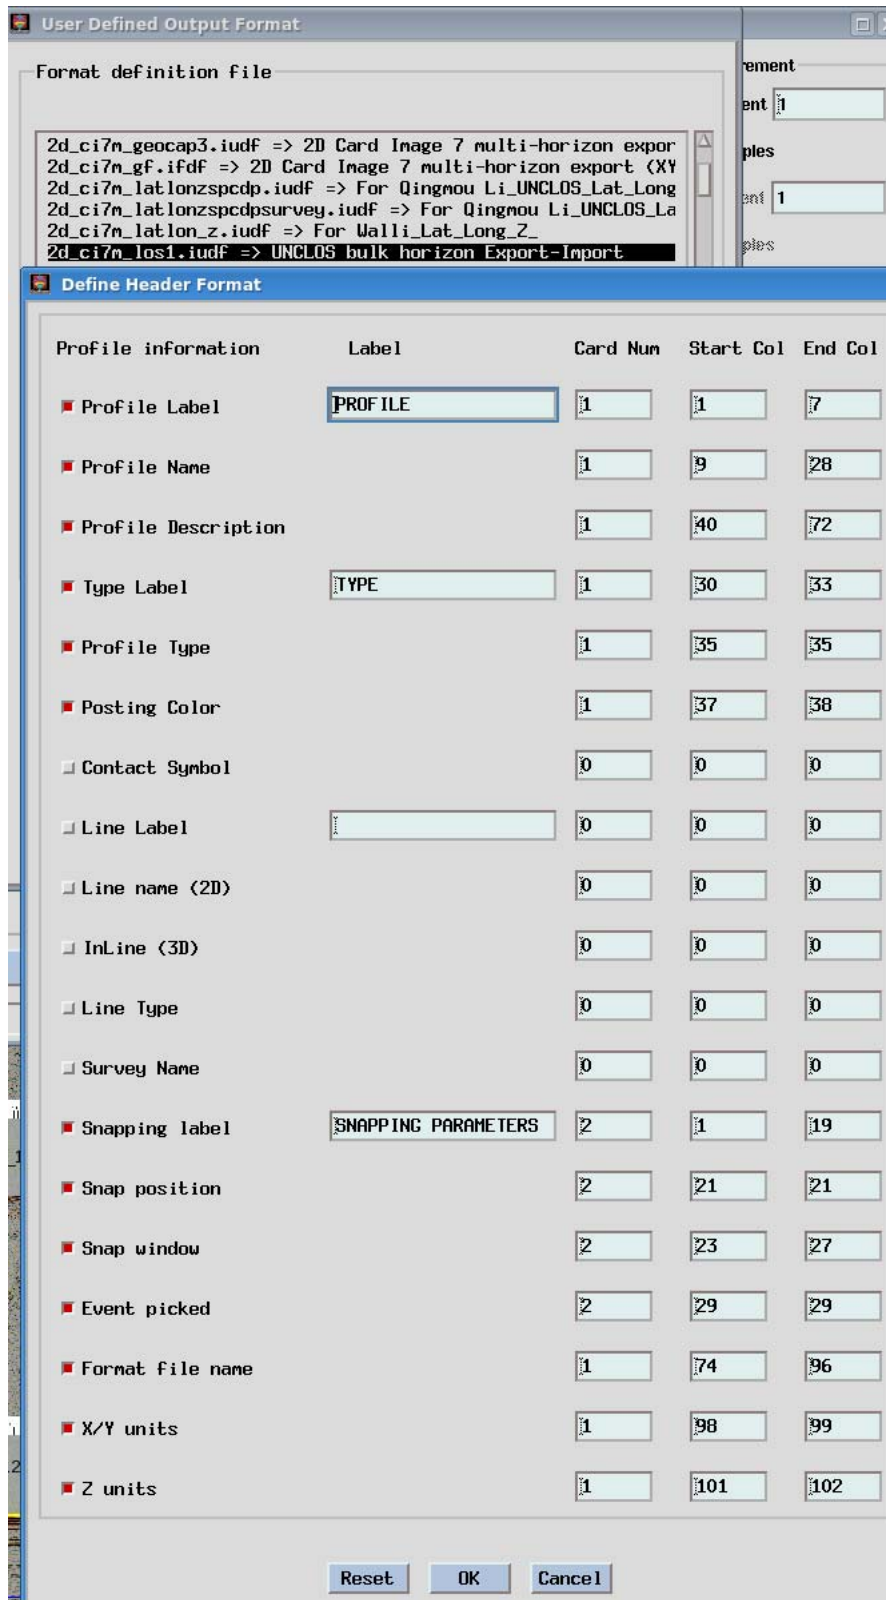 User Defined Output Format
Format definition file
2d_ci7m_geocap3.iudf => 2D Card Image 7 multi-horizon expor
2d_ci7m_gf.ifdf => 2D Card Image 7 multi-horizon export (XY
2d_ci7m_latlonzspcdp.iudf => For Qingmou Li_UNCLOS_Lat_Long
2d_ci7m_latlonzspcdpsurvey.iudf => For Qingmou Li_UNCLOS_La
2d_ci7m_latlon_z.iudf => For Walli_Lat_Long_Z_
2d_ci7m_los1.iudf => UNCLOS bulk horizon Export-Import
rement
ent 1
ples
ent 1
ples
Define Header Format
Profile information Label Card Num Start Col End Col
Profile Label PROFILE 1 1 7
Profile Name 1 9 28
Profile Description 1 40 72
Type Label TYPE 1 30 33
Profile Type 1 35 35
Posting Color 1 37 38
Contact Symbol 0 0 0
Line Label 0 0 0
Line name (2D) 0 0 0
InLine (3D) 0 0 0
Line Type 0 0 0
Survey Name 0 0 0
Snapping label SNAPPING PARAMETERS 2 1 19
Snap position 2 21 21
Snap window 2 23 27
Event picked 2 29 29
Format file name 1 74 96
X/Y units 1 98 99
Z units 1 101 102
Reset OK Cancel